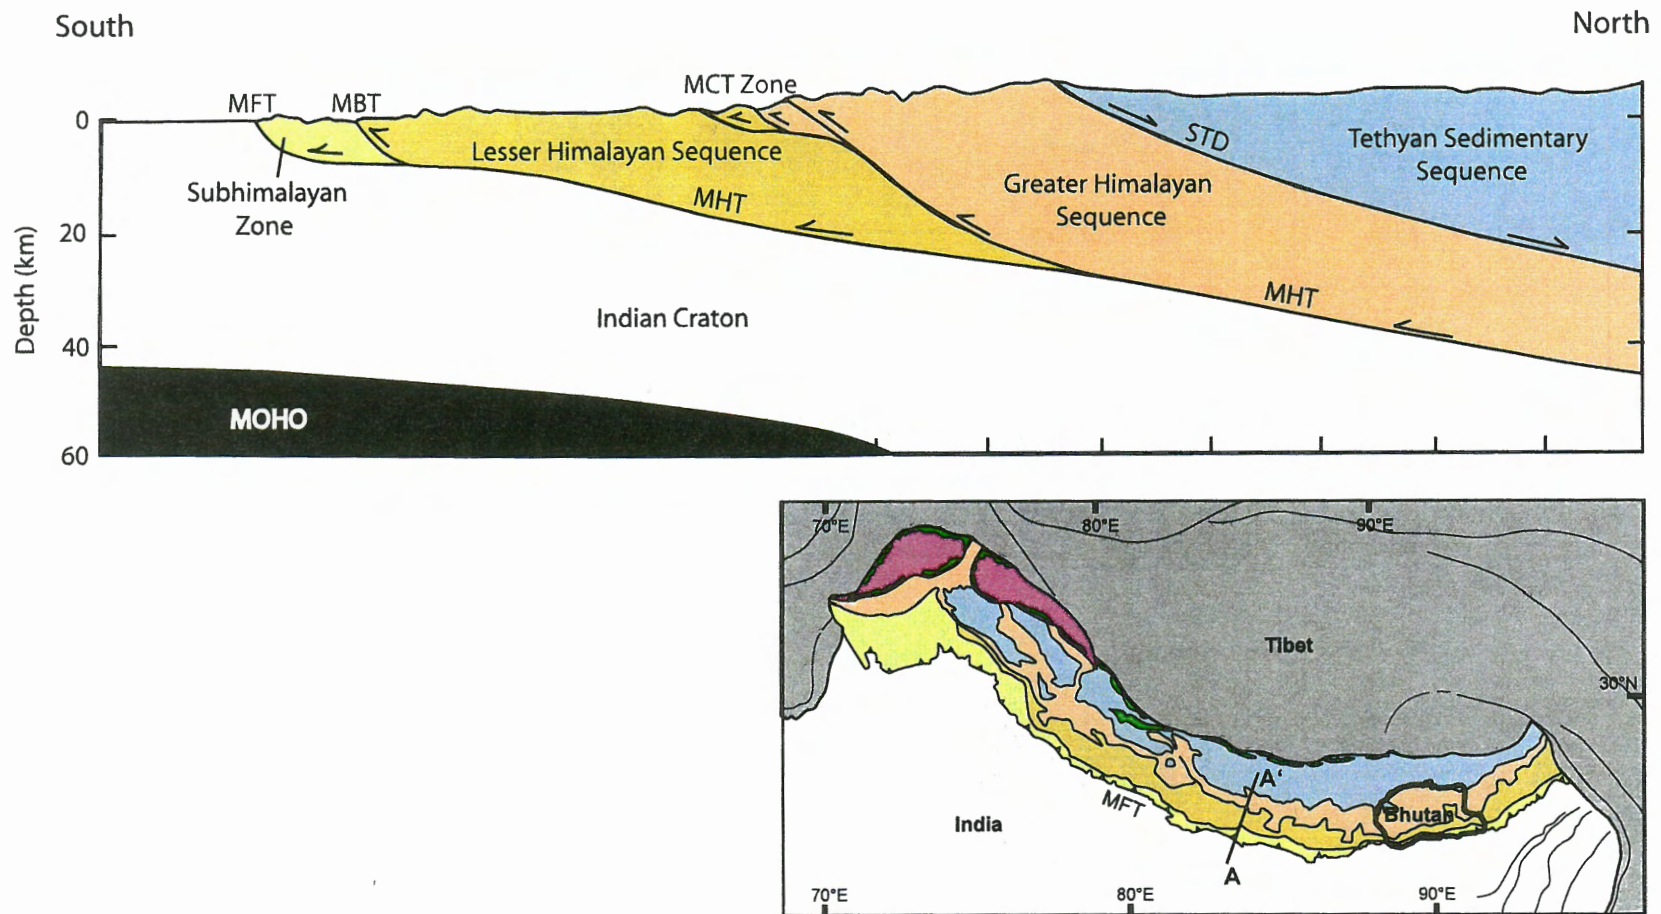 South
North
MCT Zone
MFT
MBT
0
STD
Tethyan Sedimentary
Sequence
Lesser Himalayan Sequence
Greater Himalayan
Sequence
Subhimalayan
Zone
MHT
20
Depth (km)
MHT
Indian Craton
40
MOHO
60
70°E
80°E
90°E
Tibet
30°N
A'
MFT
Bhutan
India
A
70°E
80°E
90°E